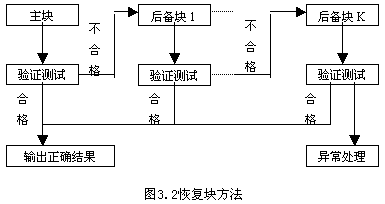 主块
后备块 1
后备块 K
不合格
不合格
验证测试
验证测试
验证测试
合格
合格
合格
输出正确结果
异常处理
图3.2恢复块方法